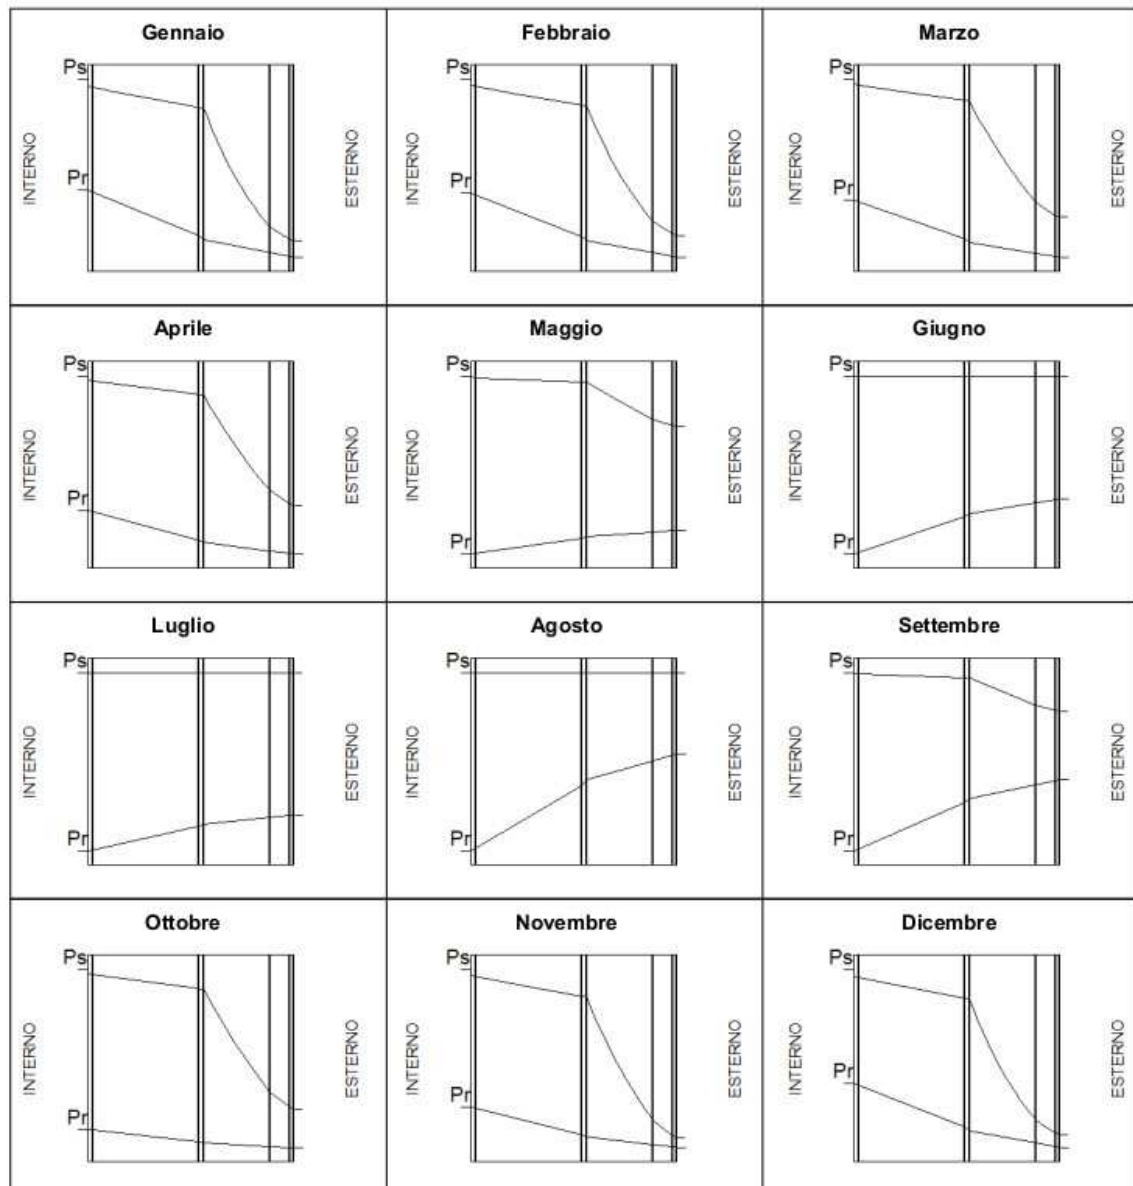 Gennaio
Febbraio
Marzo
Ps
Ps
Ps
INTERNO
ESTERNO
INTERNO
ESTERNO
INTERNO
ESTERNO
Pr
Pr
Pr
Aprile
Maggio
Giugno
Ps
Ps
Ps
INTERNO
ESTERNO
INTERNO
ESTERNO
INTERNO
ESTERNO
Pr
Pr
Pr
Luglio
Agosto
Settembre
Ps
Ps
Ps
INTERNO
ESTERNO
INTERNO
ESTERNO
INTERNO
ESTERNO
Pr
Pr
Pr
Ottobre
Novembre
Dicembre
Ps
Ps
Ps
INTERNO
ESTERNO
INTERNO
ESTERNO
INTERNO
ESTERNO
Pr
Pr
Pr